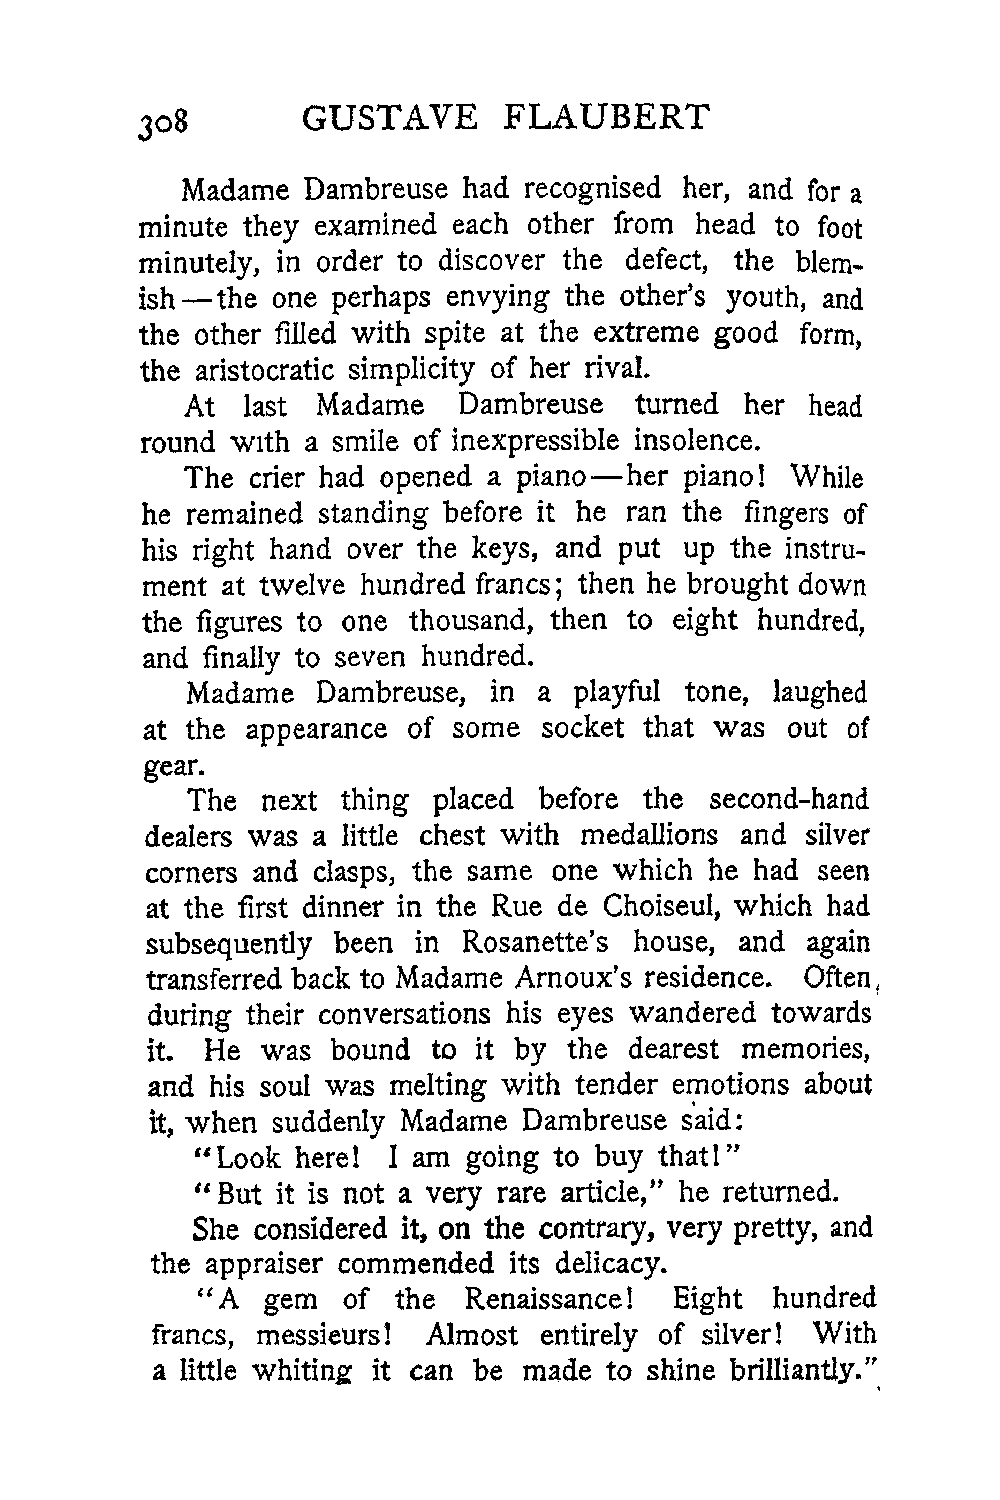 308 GUSTAVE FLAUBERT
Madame Dambreuse had recognised her, and for a
minute they examined each other from head to foot
minutely, in order to discover the defect, the blem-
ish—the one perhaps envying the other's youth, and
the other filled with spite at the extreme good form,
the aristocratic simplicity of her rival.
At last Madame Dambreuse turned her head
round with a smile of inexpressible insolence.
The crier had opened a piano—her piano! While
he remained standing before it he ran the fingers of
his right hand over the keys, and put up the instru-
ment at twelve hundred francs; then he brought down
the figures to one thousand, then to eight hundred,
and finally to seven hundred.
Madame Dambreuse, in a playful tone, laughed
at the appearance of some socket that was out of
gear.
The next thing placed before the second-hand
dealers was a little chest with medallions and silver
corners and clasps, the same one which he had seen
at the first dinner in the Rue de Choiseul, which had
subsequently been in Rosanette's house, and again
transferred back to Madame Arnoux's residence. Often,
during their conversations his eyes wandered towards
it. He was bound to it by the dearest memories,
and his soul was melting with tender emotions about
it, when suddenly Madame Dambreuse said:
"Look here! I am going to buy that!"
"But it is not a very rare article," he returned.
She considered it, on the contrary, very pretty, and
the appraiser commended its delicacy.
"A gem of the Renaissance! Eight hundred
francs, messieurs! Almost entirely of silver! With
a little whiting it can be made to shine brilliantly."